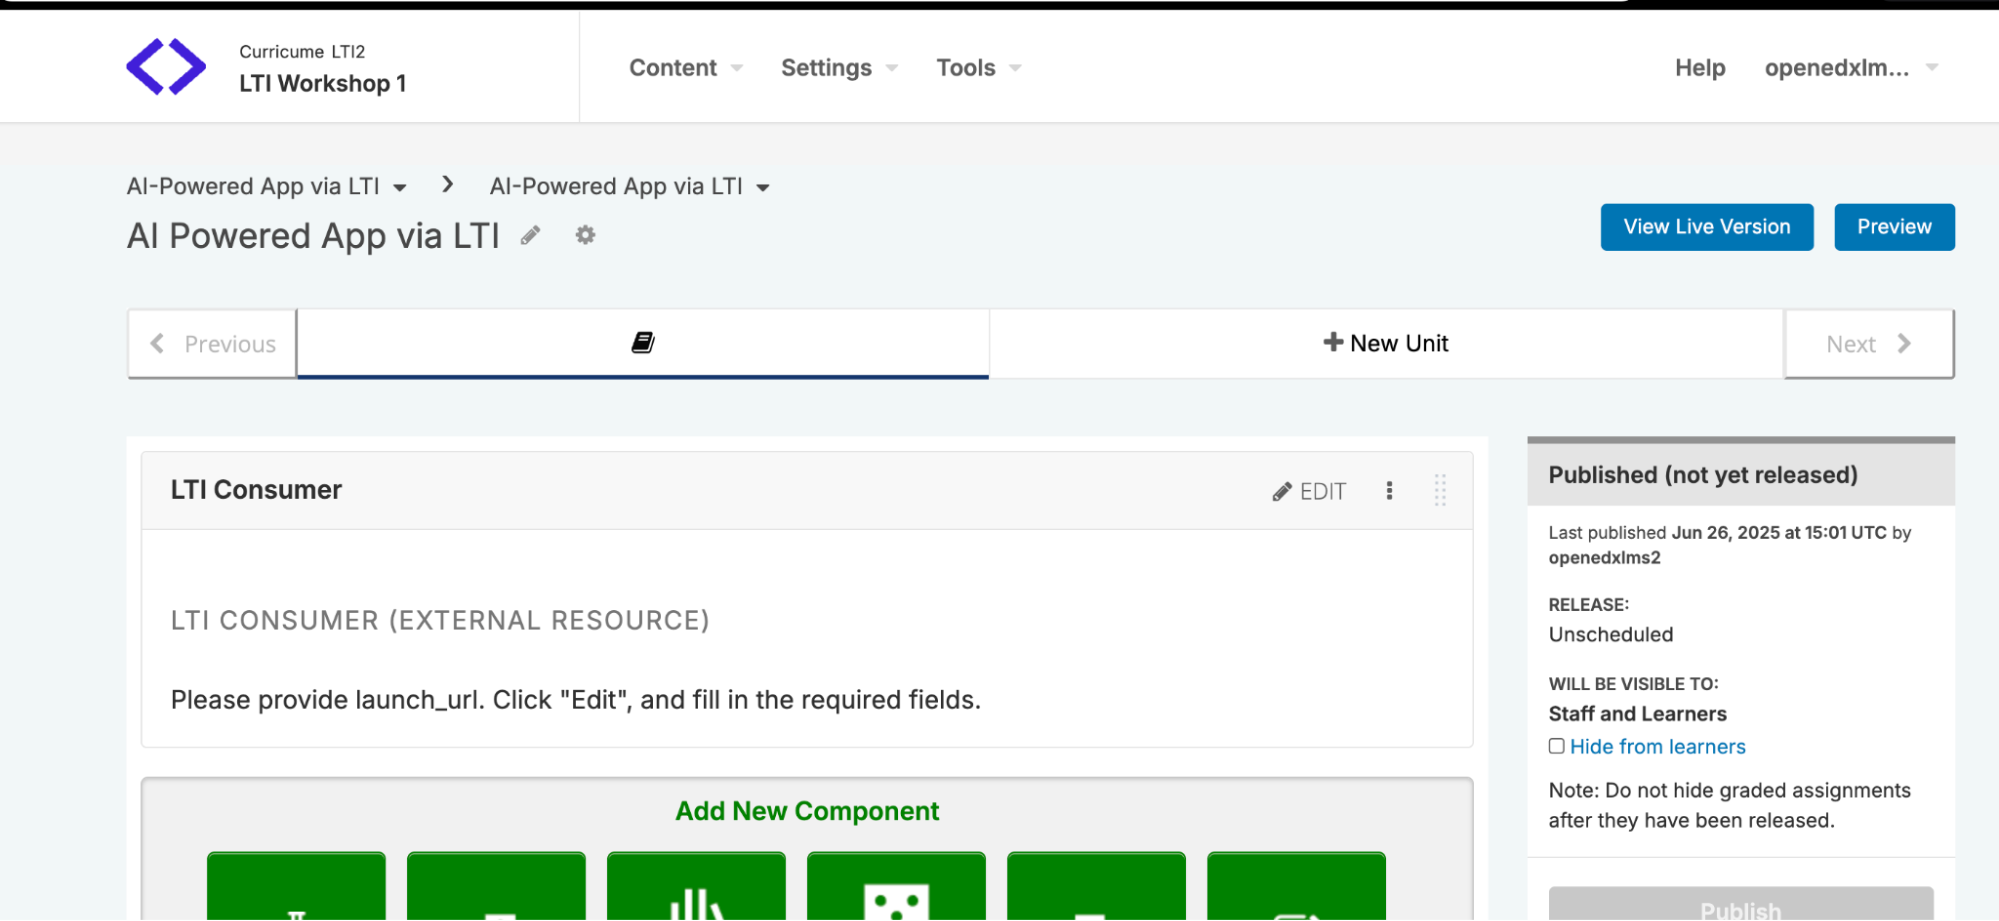 Curricume LTI2
LTI Workshop 1
Content
Settings
Tools
Help
openedxlm...
AI-Powered App via LTI
AI-Powered App via LTI
AI Powered App via LTI
View Live Version
Preview
Previous
New Unit
Next
LTI Consumer
EDIT
LTI CONSUMER (EXTERNAL RESOURCE)
Please provide launch_url. Click "Edit", and fill in the required fields.
Add New Component
Published (not yet released)
Last published Jun 26, 2025 at 15:01 UTC by
openedxlms2
RELEASE:
Unscheduled
WILL BE VISIBLE TO:
Staff and Learners
Hide from learners
Note: Do not hide graded assignments
after they have been released.
Publish